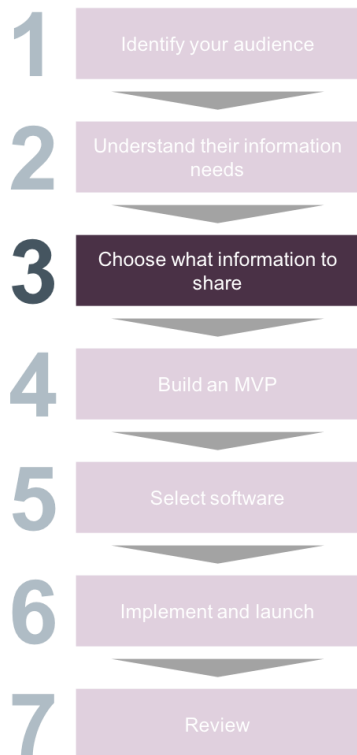 1
Identify your audience
2
Understand their information
needs
3
Choose what information to
share
4
Build an MVP
5
Select software
6
Implement and launch
7
Review